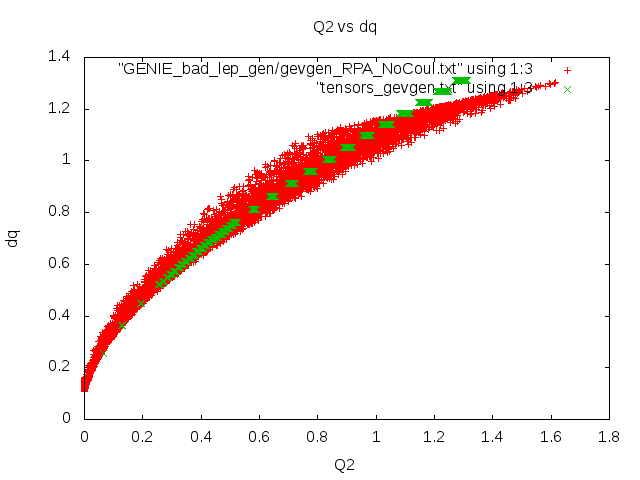 Q2 vs dq
"GENIE_bad_lep_gen/gevgen_RPA_NoCoul.txt" using 1:3
"tensors_gevgen.txt" using 1:3
1.4
1.2
1
0.8
0.6
0.4
0.2
0
dq
0 0.2 0.4 0.6 0.8 1 1.2 1.4 1.6 1.8
Q2